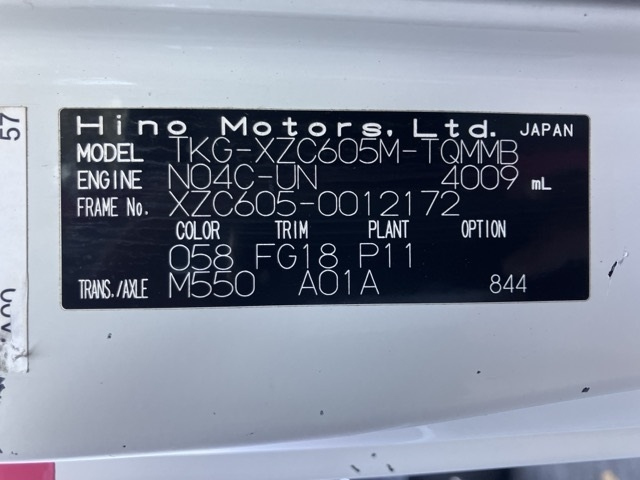 Hino Motors, Ltd. JAPAN
MODEL TKG-XZC605M-TQMMB
ENGINE N04C-UN 4009 mL
FRAME No. XZC605-0012172
COLOR TRIM PLANT OPTION
058 FG18 P11
TRANS./AXLE M550 A01A 844
57